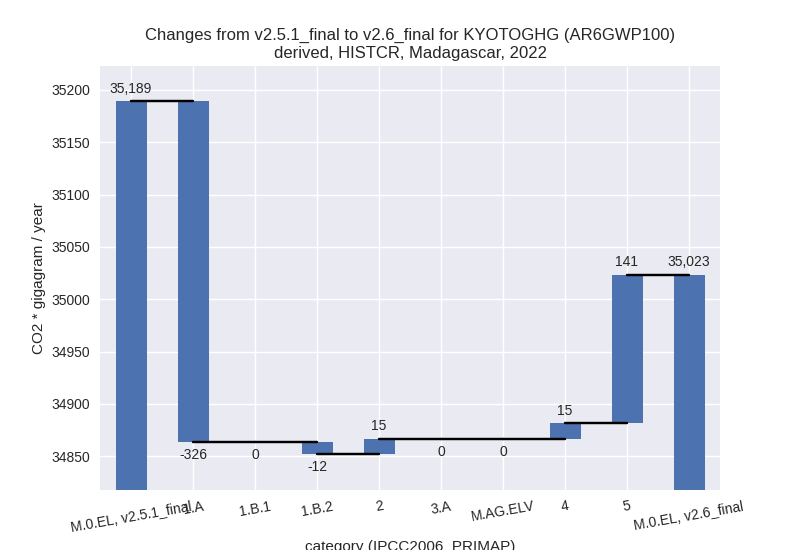 Changes from v2.5.1_final to v2.6_final for KYOTOGHG (AR6GWP100)
derived, HISTCR, Madagascar, 2022
CO2 * gigagram / year
35200
35150
35100
35050
35000
34950
34900
34850
35,189
-326
0
-12
15
0
0
15
141
35,023
M.0.EL, v2.5.1_final
1.A
1.B.1
1.B.2
2
3.A
M.AG.ELV
4
5
M.0.EL, v2.6_final
category (IPCC2006_PRIMAP)